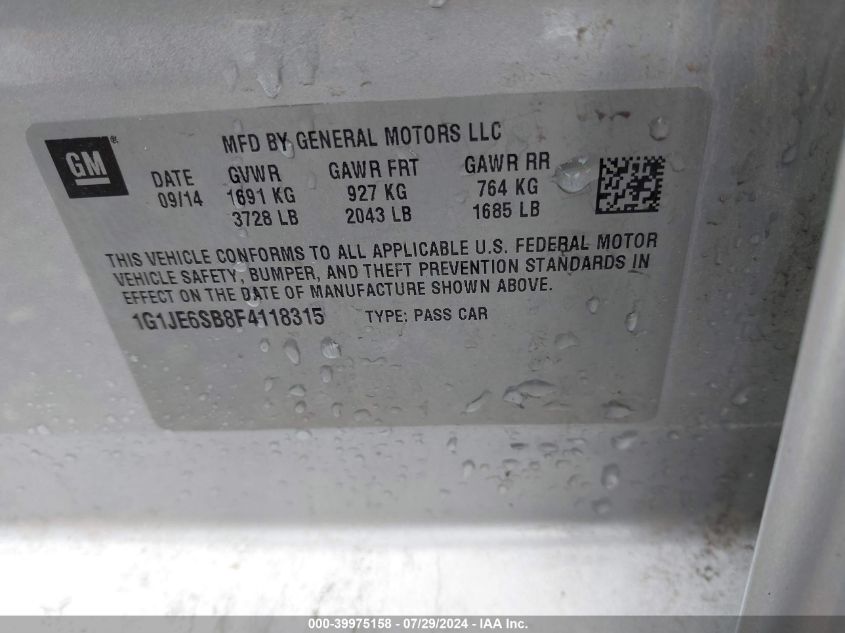 GM ®
MFD BY GENERAL MOTORS LLC
DATE GVWR GAWR FRT GAWR RR
09/14 1691 KG 927 KG 764 KG
3728 LB 2043 LB 1685 LB
THIS VEHICLE CONFORMS TO ALL APPLICABLE U.S. FEDERAL MOTOR
VEHICLE SAFETY, BUMPER, AND THEFT PREVENTION STANDARDS IN
EFFECT ON THE DATE OF MANUFACTURE SHOWN ABOVE.
1G1JE6SB8F4118315 TYPE: PASS CAR
000-39975158 - 07/29/2024 - IAA Inc.